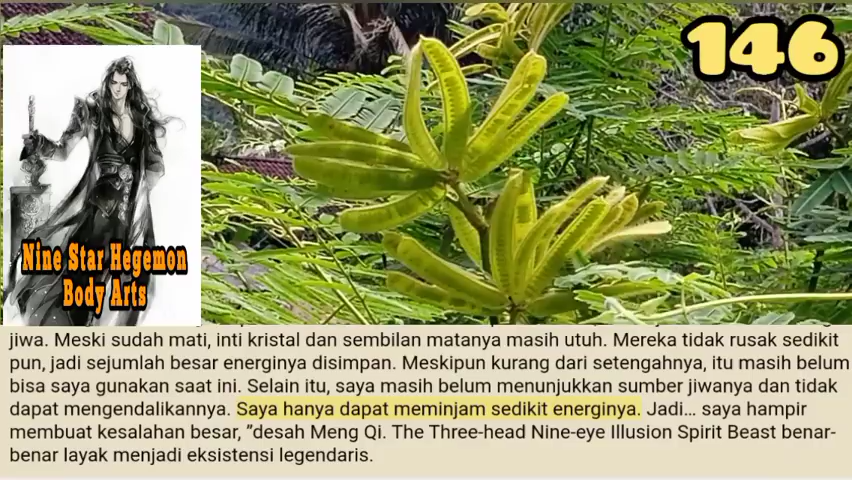 146
Nine Star Hegemon
Body Arts
jiwa. Meski sudah mati, inti kristal dan sembilan matanya masih utuh. Mereka tidak rusak sedikit
pun, jadi sejumlah besar energinya disimpan. Meskipun kurang dari setengahnya, itu masih belum
bisa saya gunakan saat ini. Selain itu, saya masih belum menunjukkan sumber jiwanya dan tidak
dapat mengendalikannya. Saya hanya dapat meminjam sedikit energinya. Jadi… saya hampir
membuat kesalahan besar, ”desah Meng Qi. The Three-head Nine-eye Illusion Spirit Beast benar-
benar layak menjadi eksistensi legendaris.